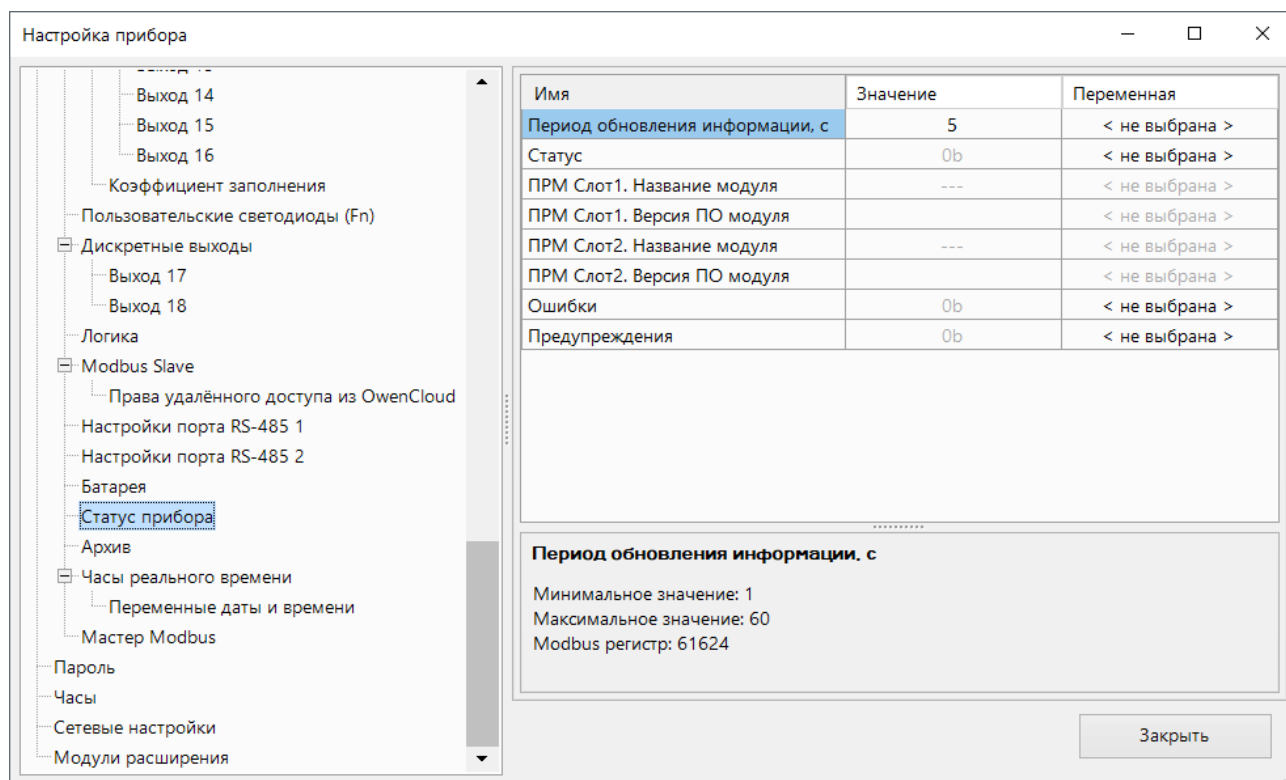 Настройка прибора
Выход 14
Выход 15
Выход 16
Коэффициент заполнения
Пользовательские светодиоды (Fn)
Дискретные выходы
Выход 17
Выход 18
Логика
Modbus Slave
Права удалённого доступа из OwenCloud
Настройки порта RS-485 1
Настройки порта RS-485 2
Батарея
Статус прибора
Архив
Часы реального времени
Переменные даты и времени
Мастер Modbus
Пароль
Часы
Сетевые настройки
Модули расширения
Имя Значение Переменная
Период обновления информации, с 5 < не выбрана >
Статус 0b < не выбрана >
ПРМ Слот1. Название модуля --- < не выбрана >
ПРМ Слот1. Версия ПО модуля < не выбрана >
ПРМ Слот2. Название модуля --- < не выбрана >
ПРМ Слот2. Версия ПО модуля < не выбрана >
Ошибки 0b < не выбрана >
Предупреждения 0b < не выбрана >
Период обновления информации, с
Минимальное значение: 1
Максимальное значение: 60
Modbus регистр: 61624
Закрыть